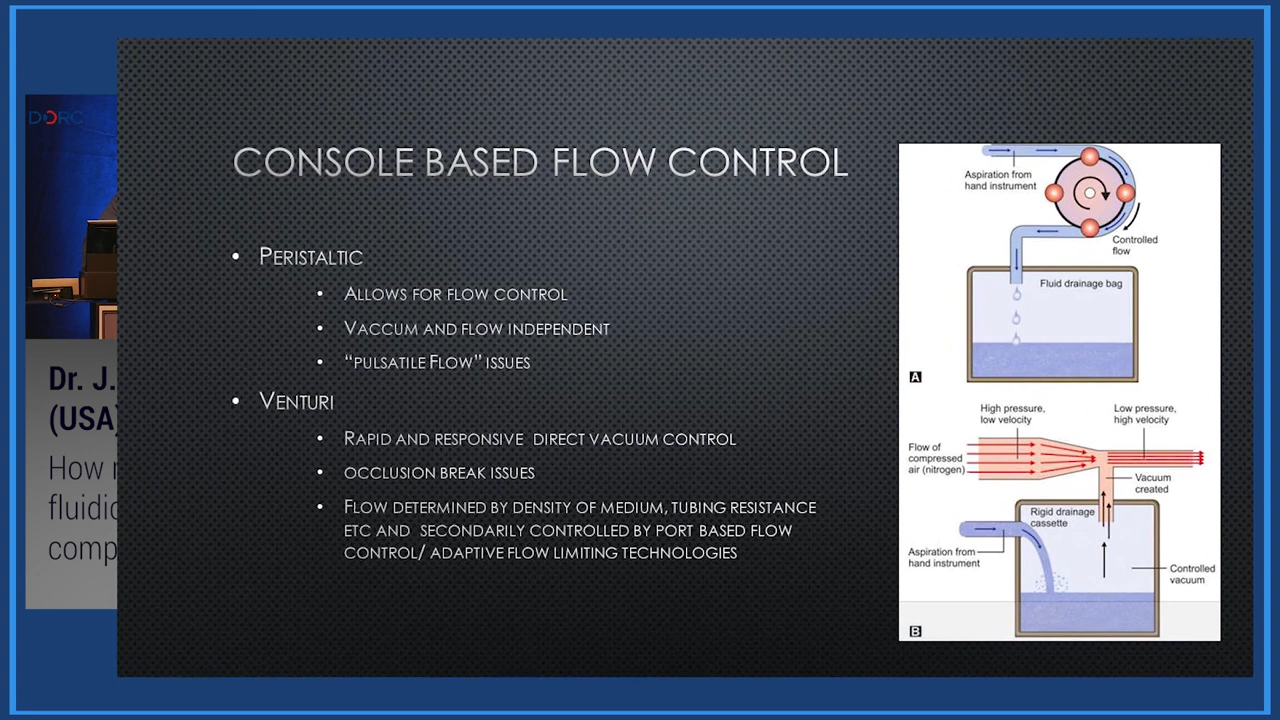 DORC
Dr. J.
(USA)
How
fluidic
comp
CONSOLE BASED FLOW CONTROL
• PERISTALTIC
• ALLOWS FOR FLOW CONTROL
• VACCUM AND FLOW INDEPENDENT
• “PULSATILE FLOW” ISSUES
• VENTURI
• RAPID AND RESPONSIVE DIRECT VACUUM CONTROL
• OCCLUSION BREAK ISSUES
• FLOW DETERMINED BY DENSITY OF MEDIUM, TUBING RESISTANCE
ETC AND SECONDARILY CONTROLLED BY PORT BASED FLOW
CONTROL/ ADAPTIVE FLOW LIMITING TECHNOLOGIES
Aspiration from
hand instrument
Controlled
flow
Fluid drainage bag
A
High pressure,
low velocity
Low pressure,
high velocity
Flow of
compressed
air (nitrogen)
Vacuum
created
Rigid drainage
cassette
Aspiration from
hand instrument
Controlled
vacuum
B